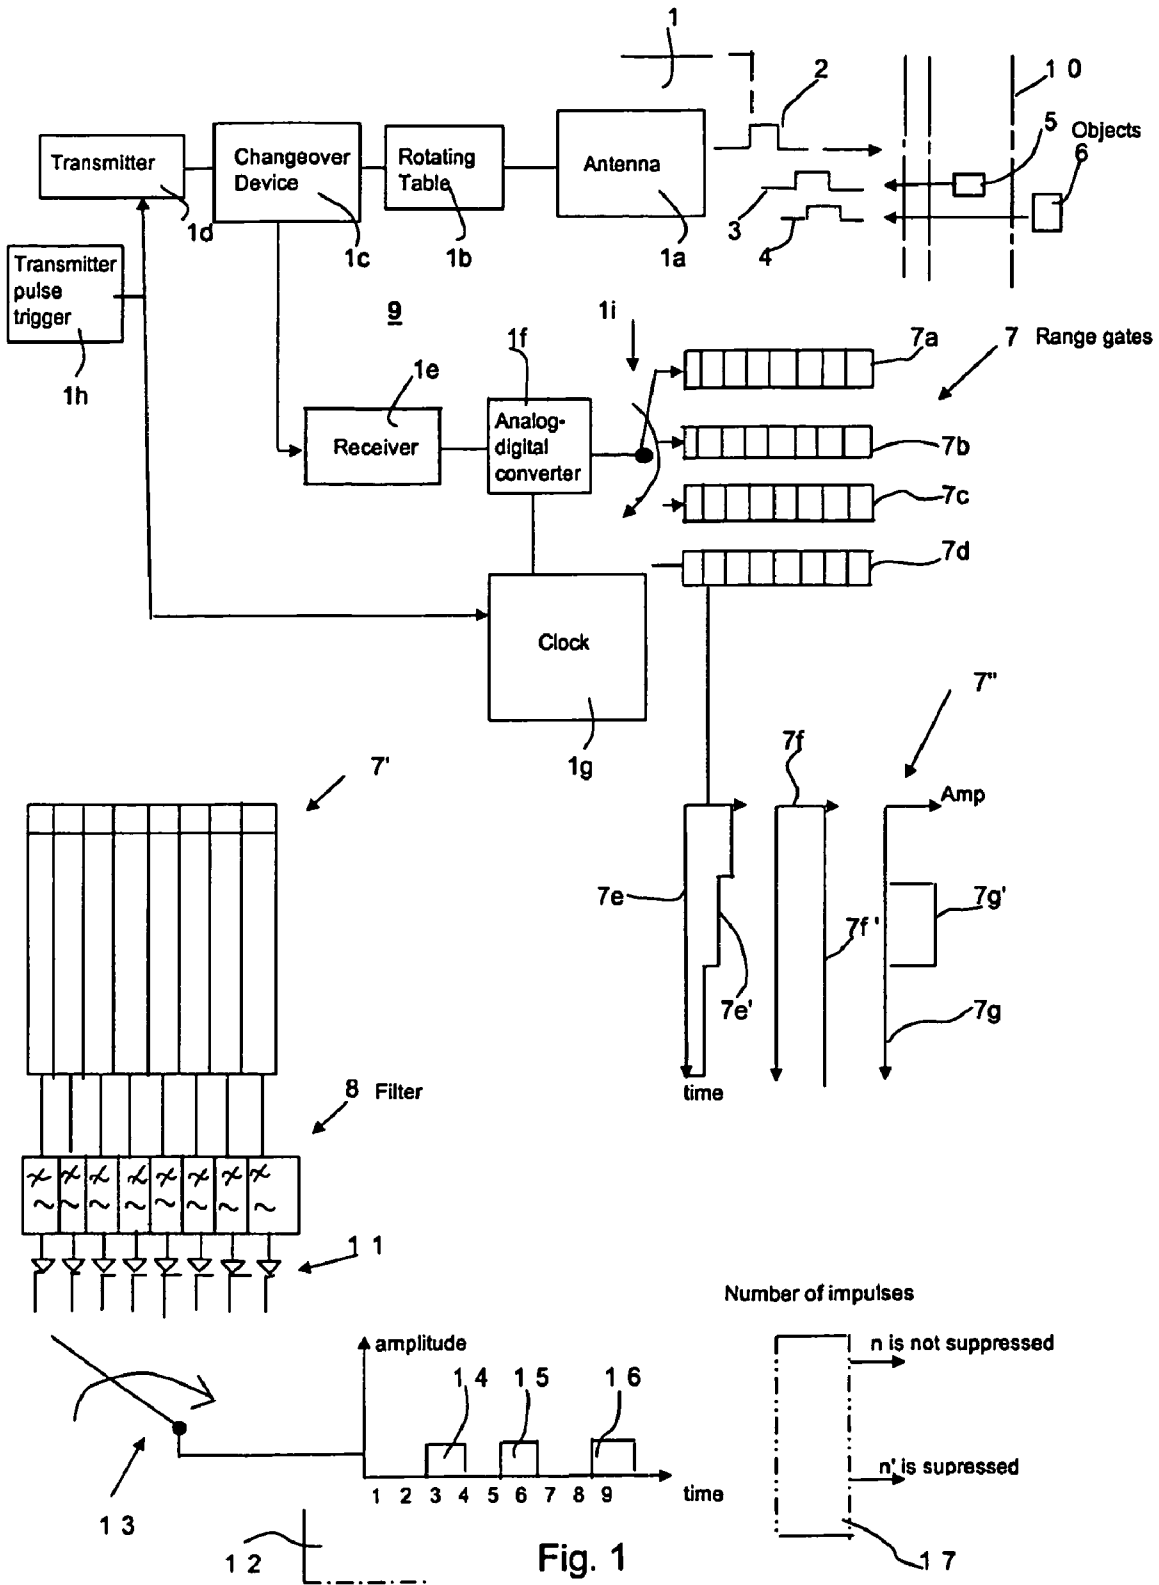 1
2
1 0
5
Objects
6
Transmitter
Changeover
Device
Rotating
Table
Antenna
3
4
1d
1c
1b
1a
Transmitter
pulse
trigger
1h
9
1i
1f
1e
7a
7
Range gates
Receiver
Analog-
digital
converter
7b
7c
7d
Clock
1g
7"
7'
7f
Amp
7e
7g'
7f '
7e'
7g
time
8 Filter
1 1
Number of impulses
amplitude
n is not suppressed
1 4
1 5
1 6
n' is supressed
1 2 3 4 5 6 7 8 9
time
1 3
1 2
Fig. 1
1 7